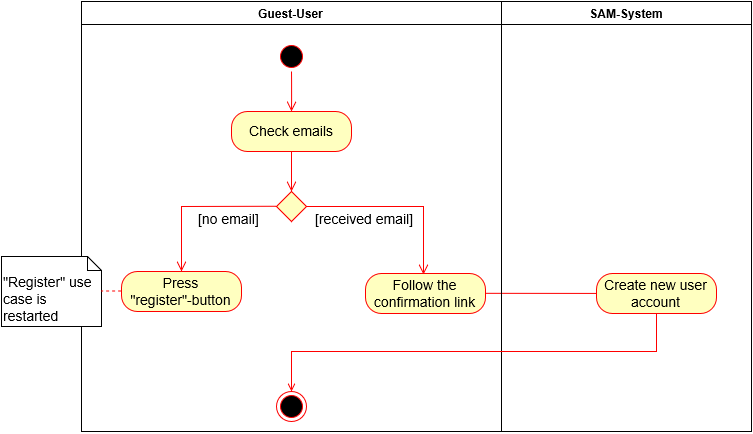 Guest-User
SAM-System
Check emails
[no email]
[received email]
"Register" use
case is
restarted
Press
"register"-button
Follow the
confirmation link
Create new user
account